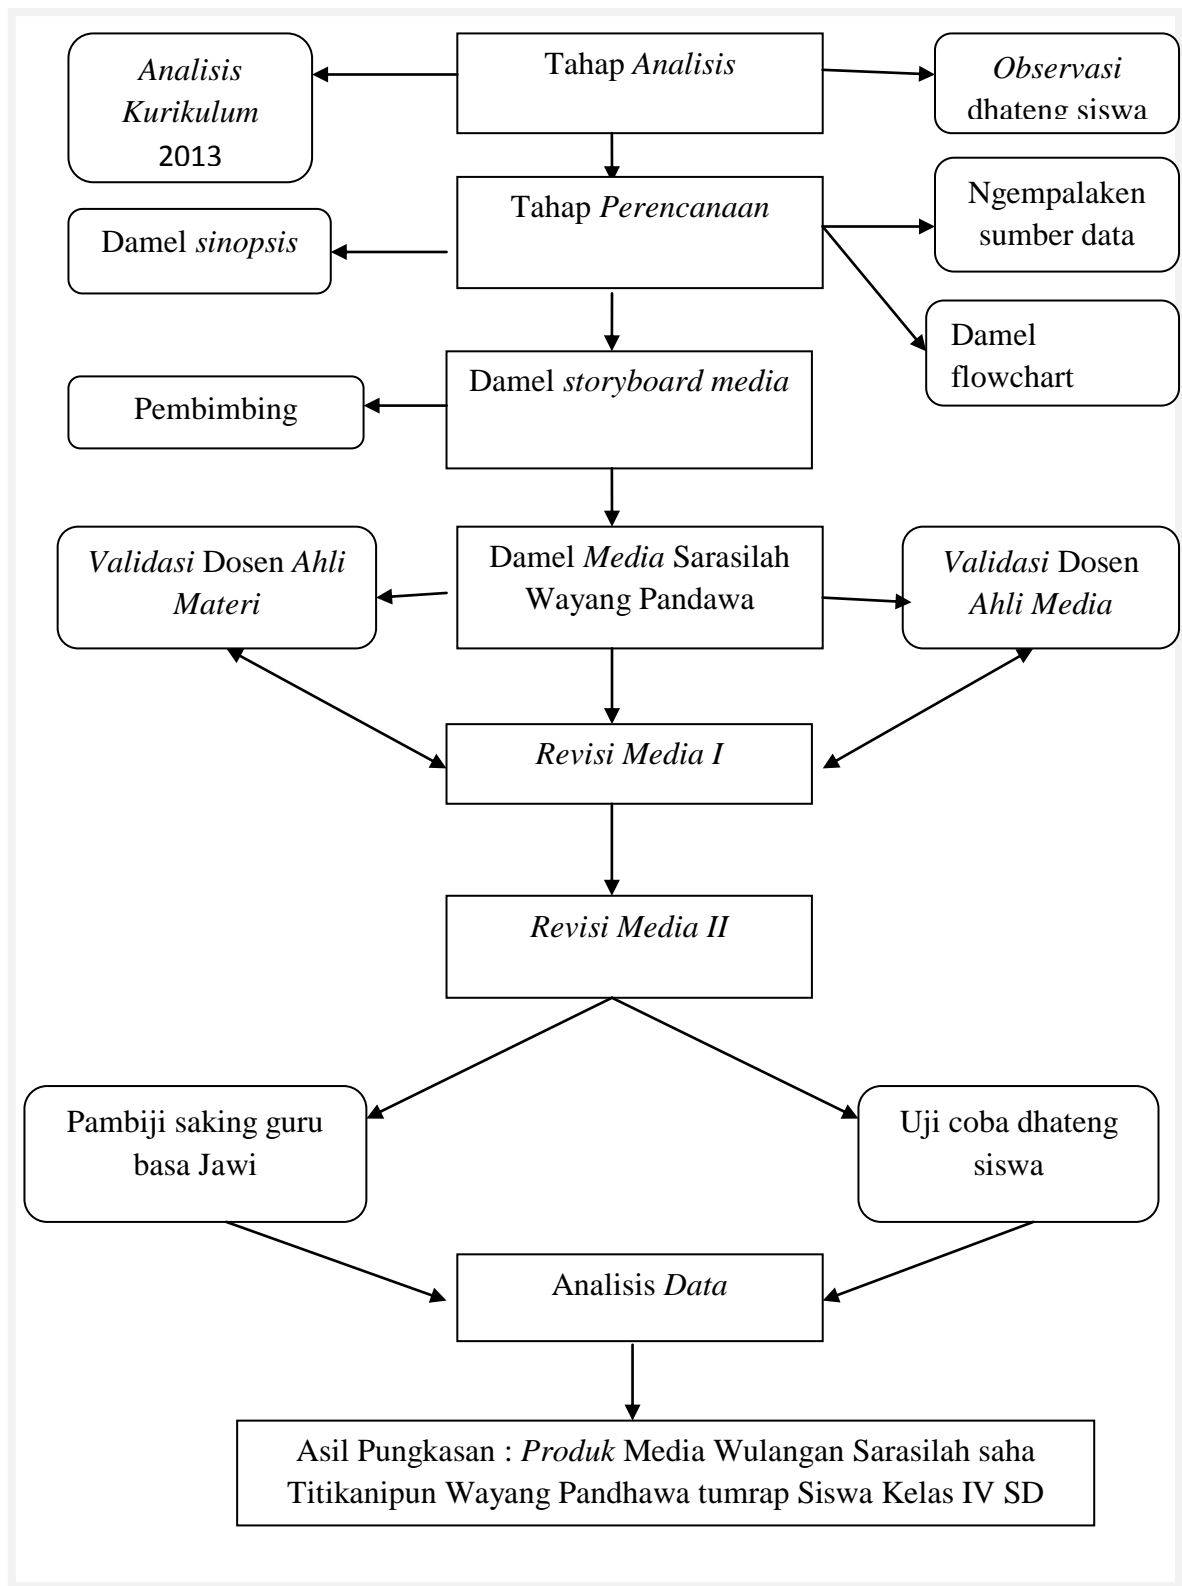 Analisis
Kurikulum
2013
Tahap Analisis
Observasi
dhateng siswa
Tahap Perencanaan
Ngempalaken
sumber data
Damel sinopsis
Damel
flowchart
Damel storyboard media
Pembimbing
Validasi Dosen Ahli
Materi
Damel Media Sarasilah
Wayang Pandawa
Validasi Dosen
Ahli Media
Revisi Media I
Revisi Media II
Pambiji saking guru
basa Jawi
Uji coba dhateng
siswa
Analisis Data
Asil Pungkasan : Produk Media Wulangan Sarasilah saha
Titikanipun Wayang Pandhawa tumrap Siswa Kelas IV SD